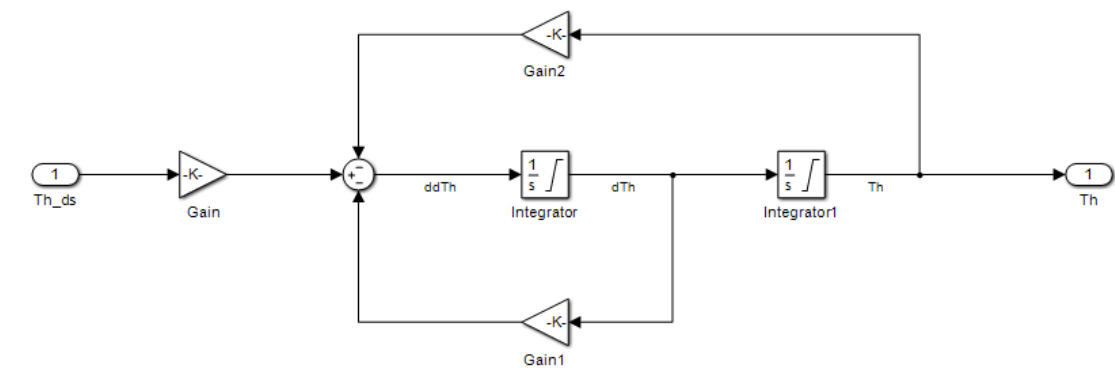 -K-
Gain2
1
Th_ds
-K-
Gain
+
−
−
ddTh
1
s
Integrator
dTh
1
s
Integrator1
Th
1
Th
-K-
Gain1